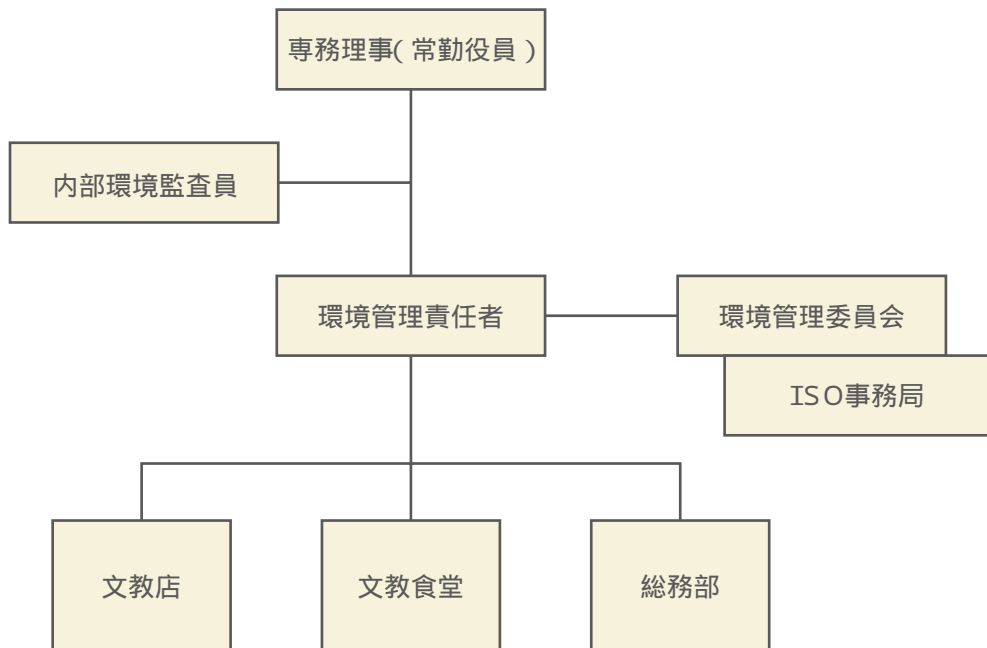 専務理事(常勤役員)
内部環境監査員
環境管理責任者
環境管理委員会
ISO事務局
文教店
文教食堂
総務部